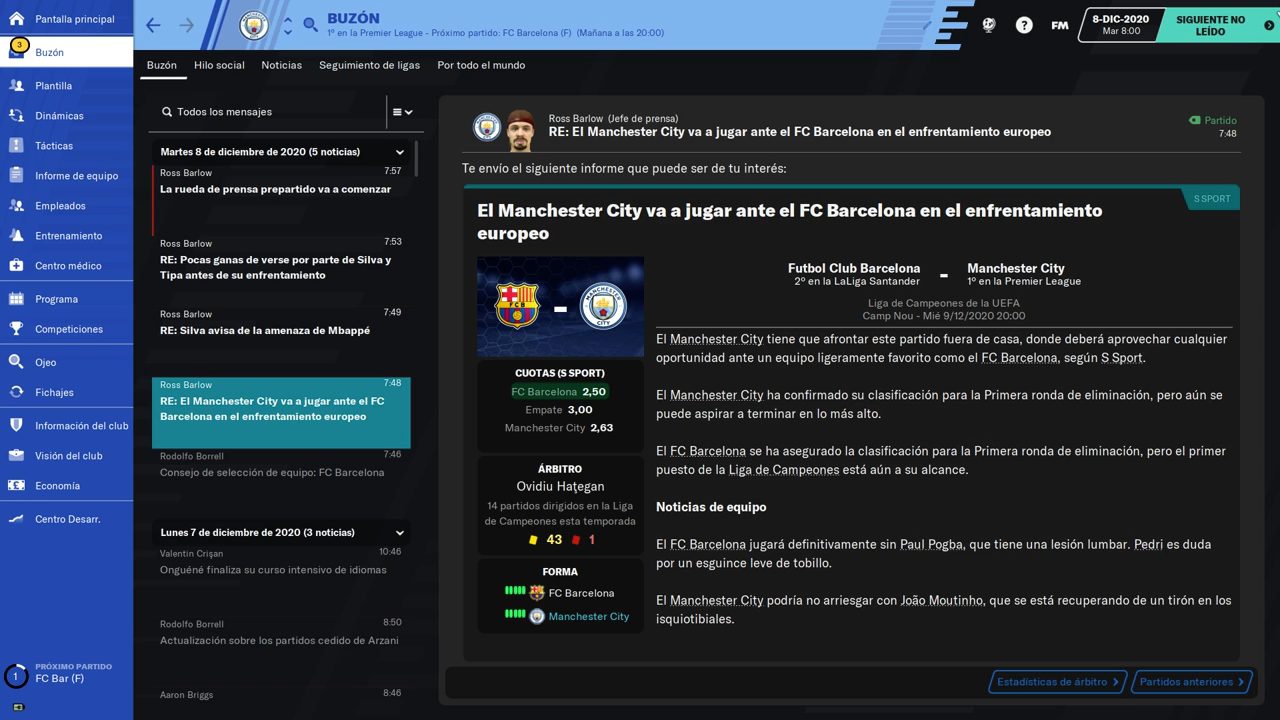 Pantalla principal
3
Buzón
Plantilla
Dinámicas
Tácticas
Informe de equipo
Empleados
Entrenamiento
Centro médico
Programa
Competiciones
Ojeo
Fichajes
Información del club
Visión del club
Economía
Centro Desarr.
PRÓXIMO PARTIDO
1
FC Bar (F)
BUZÓN
1º en la Premier League - Próximo partido: FC Barcelona (F) (Mañana a las 20:00)
?
FM
8-DIC-2020
Mar 8:00
SIGUIENTE NO
LEÍDO
Buzón
Hilo social
Noticias
Seguimiento de ligas
Por todo el mundo
Todos los mensajes
Martes 8 de diciembre de 2020 (5 noticias)
Ross Barlow 7:57
La rueda de prensa prepartido va a comenzar
Ross Barlow 7:53
RE: Pocas ganas de verse por parte de Silva y
Tipa antes de su enfrentamiento
Ross Barlow 7:49
RE: Silva avisa de la amenaza de Mbappé
Ross Barlow 7:48
RE: El Manchester City va a jugar ante el FC
Barcelona en el enfrentamiento europeo
Rodolfo Borrell 7:46
Consejo de selección de equipo: FC Barcelona
Lunes 7 de diciembre de 2020 (3 noticias)
Valentin Crişan 10:46
Onguéné finaliza su curso intensivo de idiomas
Rodolfo Borrell 8:50
Actualización sobre los partidos cedido de Arzani
Aaron Briggs 8:46
Ross Barlow (Jefe de prensa)
RE: El Manchester City va a jugar ante el FC Barcelona en el enfrentamiento europeo
Partido
7:48
Te envío el siguiente informe que puede ser de tu interés:
S SPORT
El Manchester City va a jugar ante el FC Barcelona en el enfrentamiento
europeo
Futbol Club Barcelona - Manchester City
2º en la LaLiga Santander 1º en la Premier League
Liga de Campeones de la UEFA
Camp Nou - Mié 9/12/2020 20:00
CUOTAS (S SPORT)
FC Barcelona 2,50
Empate 3,00
Manchester City 2,63
ÁRBITRO
Ovidiu Haţegan
14 partidos dirigidos en la Liga
de Campeones esta temporada
43 1
FORMA
FC Barcelona
Manchester City
El Manchester City tiene que afrontar este partido fuera de casa, donde deberá aprovechar cualquier
oportunidad ante un equipo ligeramente favorito como el FC Barcelona, según S Sport.
El Manchester City ha confirmado su clasificación para la Primera ronda de eliminación, pero aún se
puede aspirar a terminar en lo más alto.
El FC Barcelona se ha asegurado la clasificación para la Primera ronda de eliminación, pero el primer
puesto de la Liga de Campeones está aún a su alcance.
Noticias de equipo
El FC Barcelona jugará definitivamente sin Paul Pogba, que tiene una lesión lumbar. Pedri es duda
por un esguince leve de tobillo.
El Manchester City podría no arriesgar con João Moutinho, que se está recuperando de un tirón en los
isquiotibiales.
Estadísticas de árbitro
Partidos anteriores